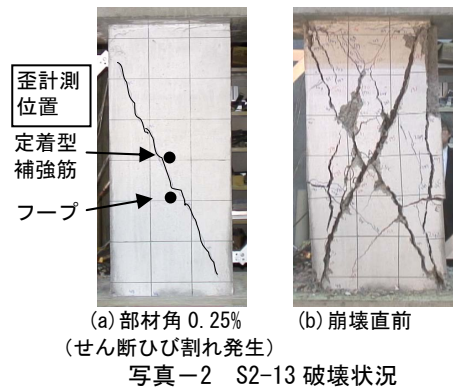 歪計測
位置
定着型
補強筋
フープ
(a)部材角 0.25%
(せん断ひび割れ発生)
(b)崩壊直前
写真－2　S2-13 破壊状況